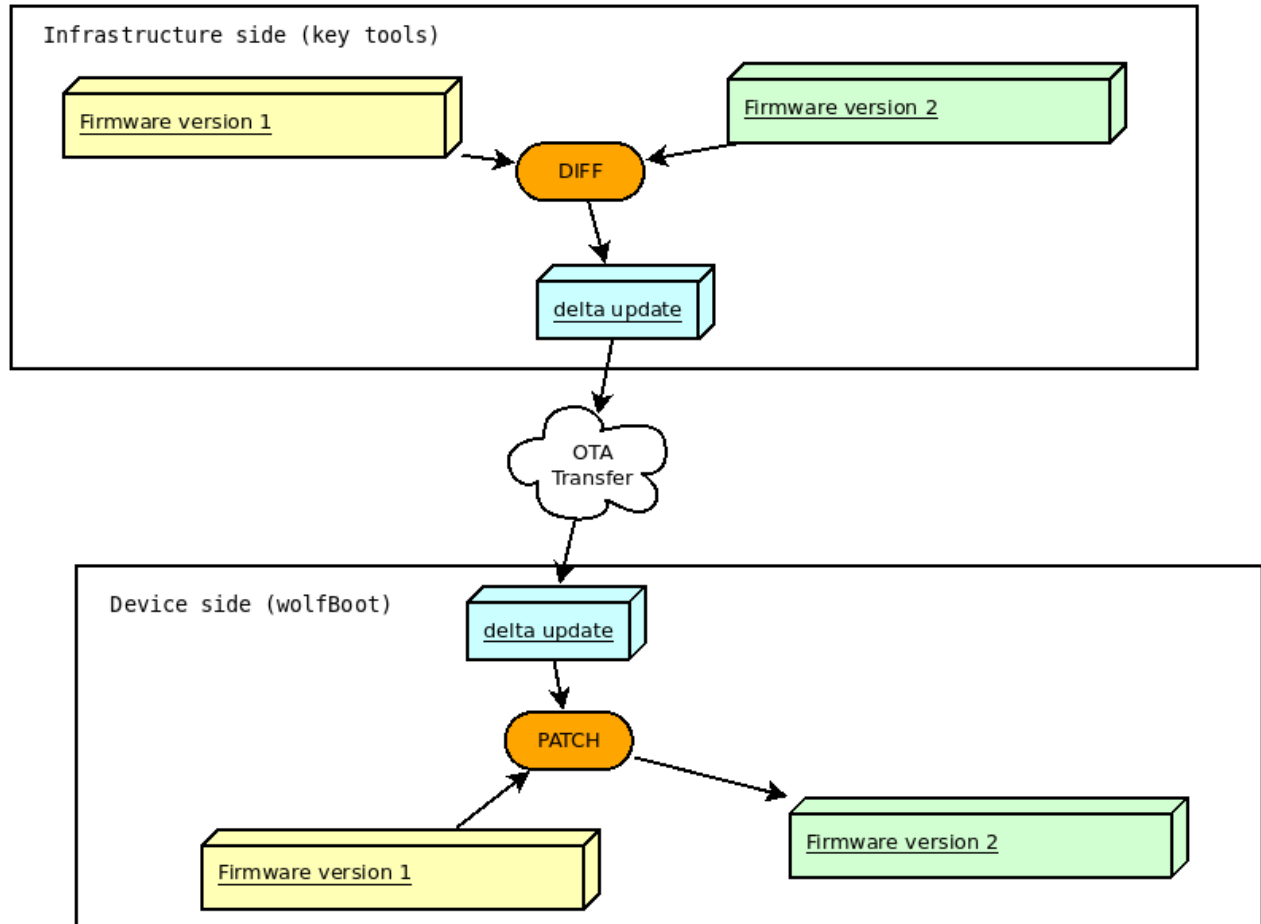 Infrastructure side (key tools)
Firmware version 1
Firmware version 2
DIFF
delta update
OTA
Transfer
Device side (wolfBoot)
delta update
PATCH
Firmware version 2
Firmware version 1